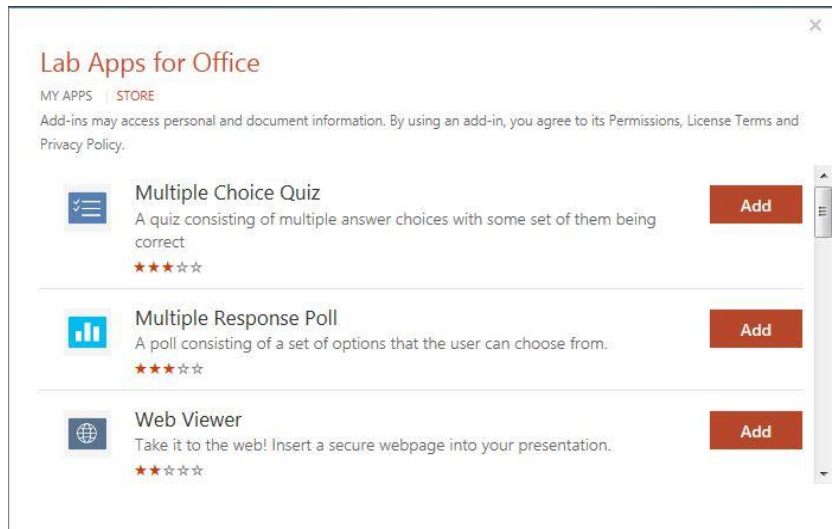 Lab Apps for Office
MY APPS | STORE
Add-ins may access personal and document information. By using an add-in, you agree to its Permissions, License Terms and
Privacy Policy.
Multiple Choice Quiz
Add
A quiz consisting of multiple answer choices with some set of them being
correct
Multiple Response Poll
Add
A poll consisting of a set of options that the user can choose from.
Web Viewer
Add
Take it to the web! Insert a secure webpage into your presentation.